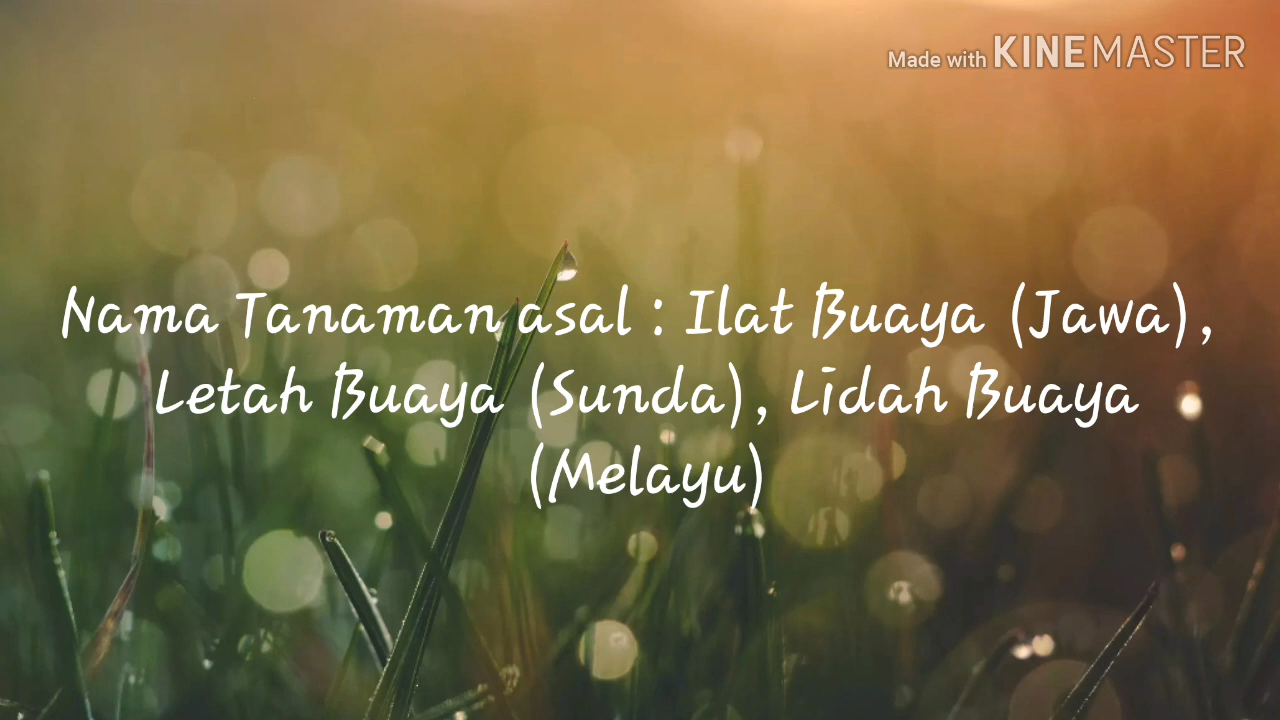 Made with KINEMASTER
Nama Tanaman asal : Ilat Buaya (Jawa),
Letah Buaya (Sunda), Lidah Buaya
(Melayu)